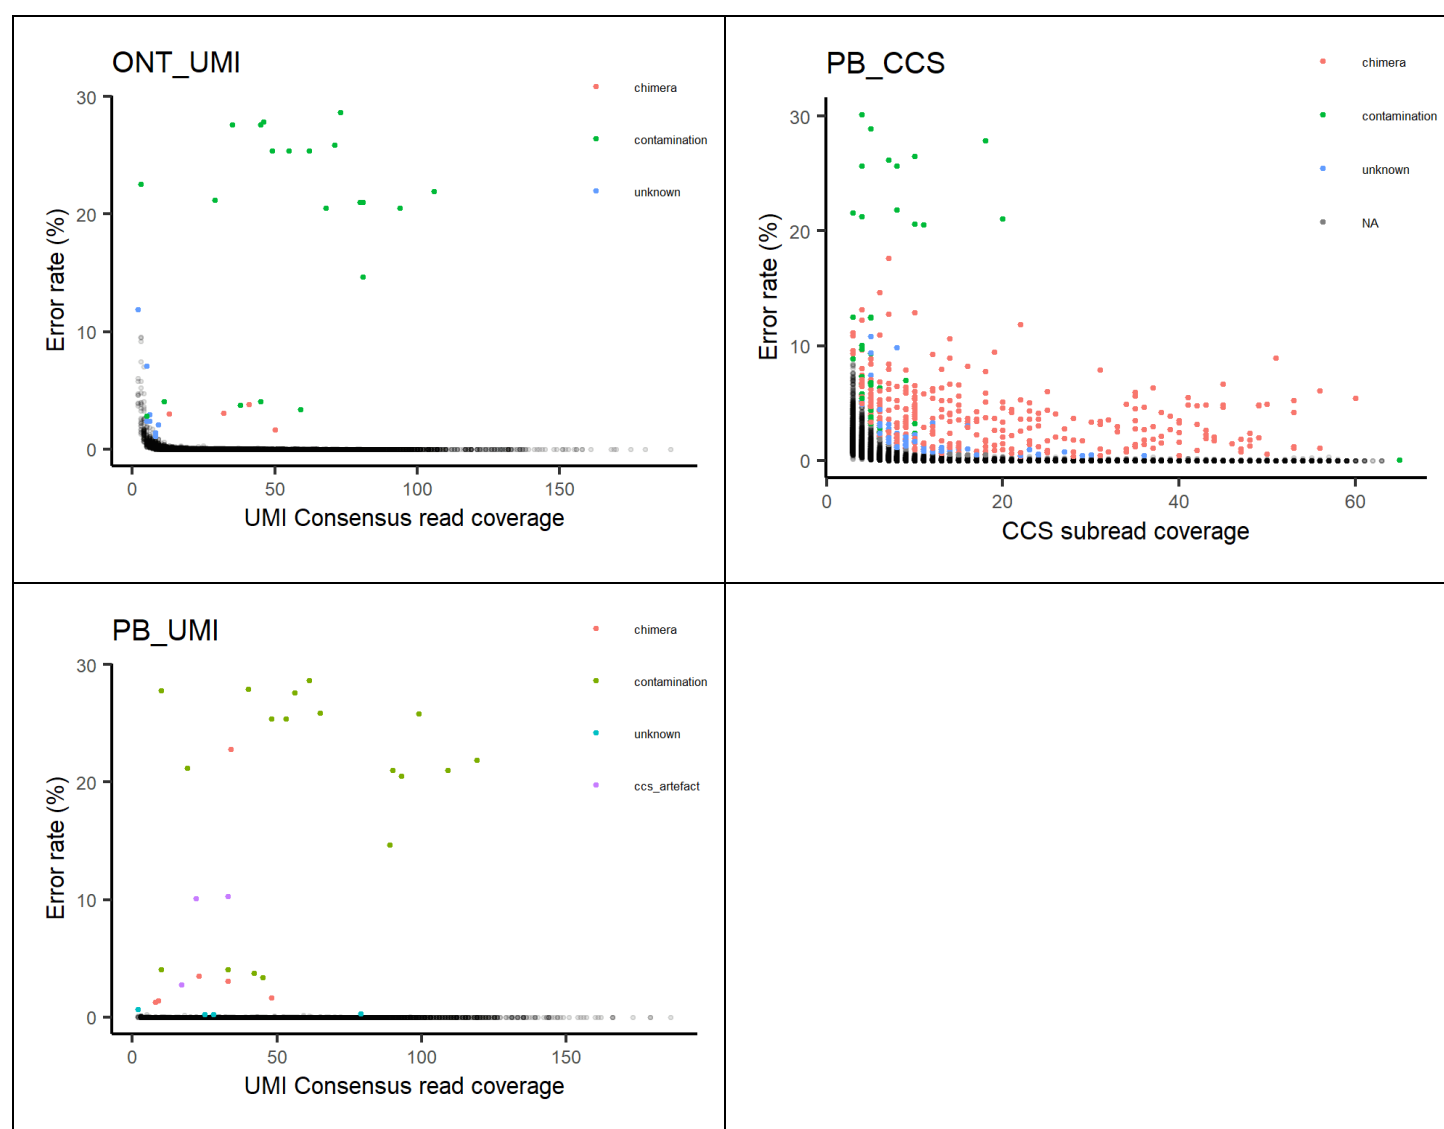 ONT_UMI
chimera
contamination
unknown
30
20
10
0
Error rate (%)
0 50 100 150
UMI Consensus read coverage
PB_CCS
chimera
contamination
unknown
NA
30
20
10
0
Error rate (%)
0 20 40 60
CCS subread coverage
PB_UMI
chimera
contamination
unknown
ccs_artefact
30
20
10
0
Error rate (%)
0 50 100 150
UMI Consensus read coverage